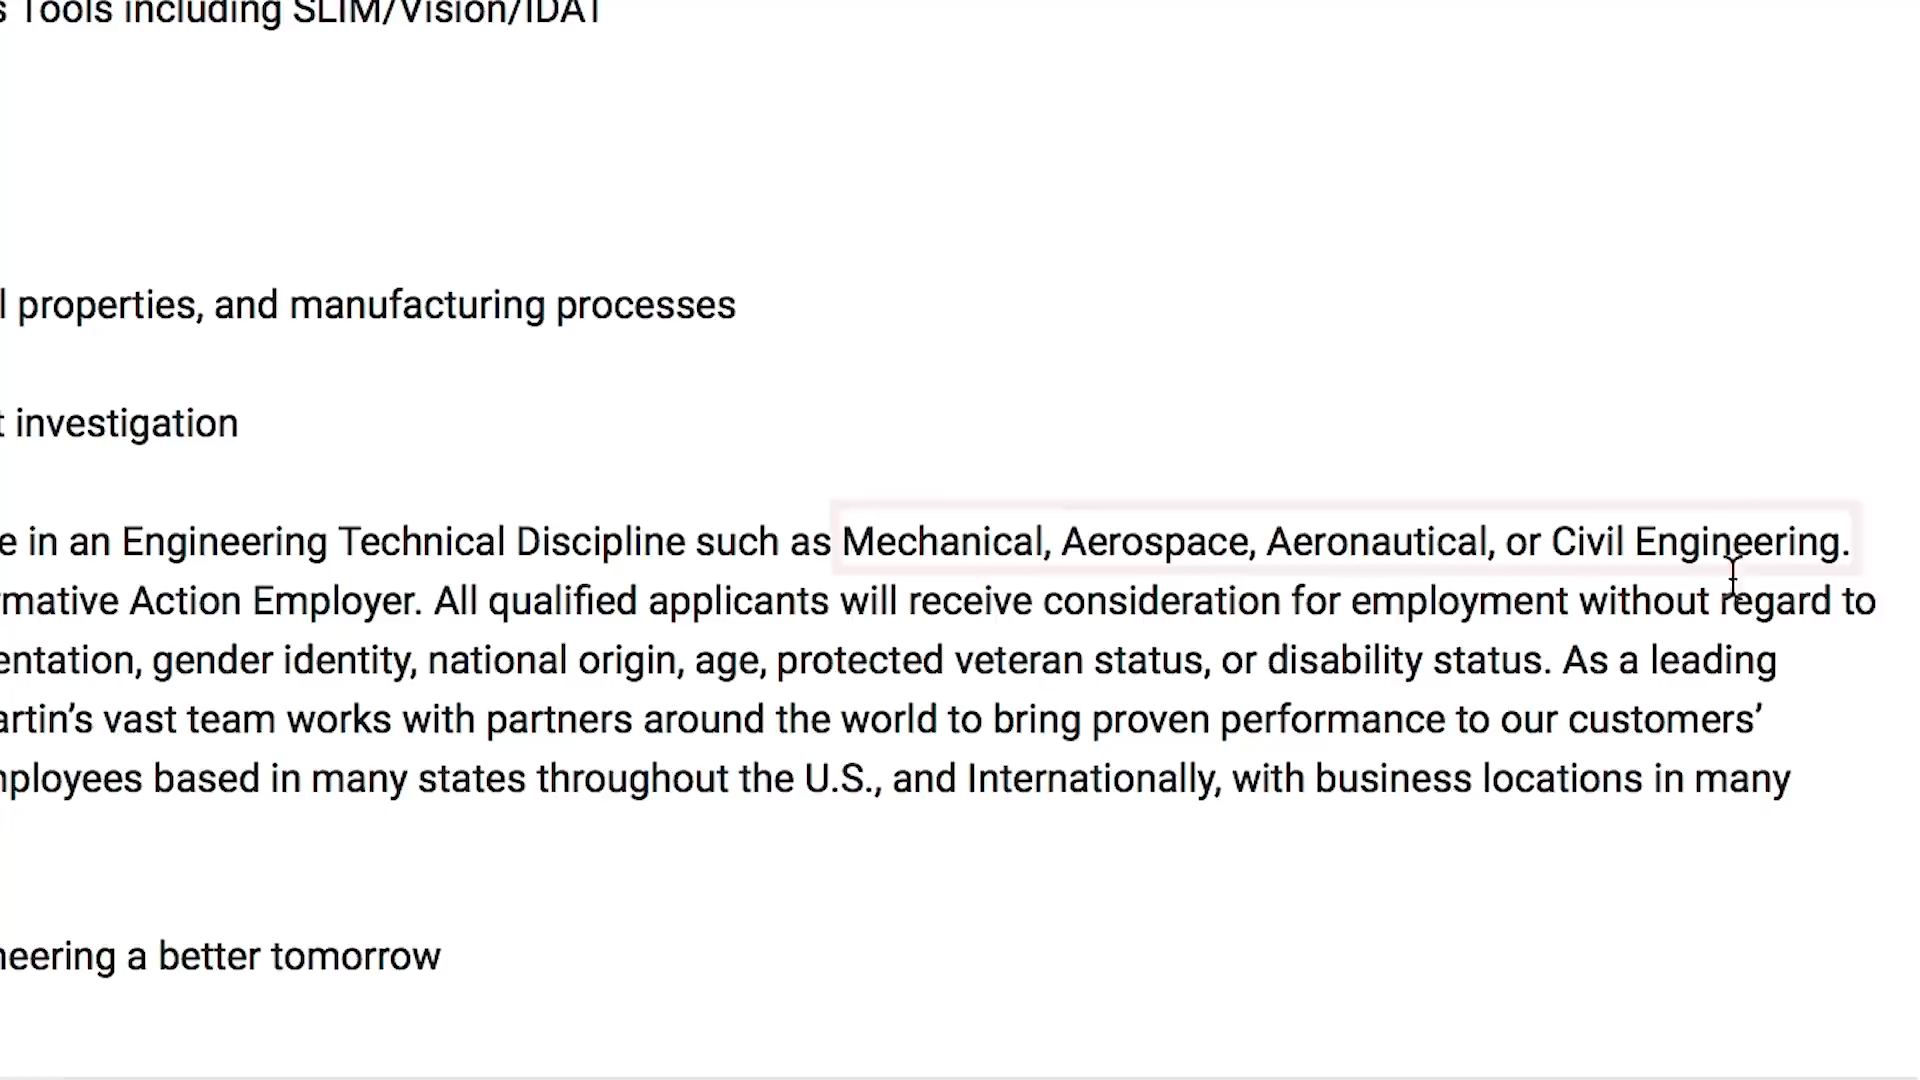 s Tools including SLIM/Vision/IDAT
l properties, and manufacturing processes
t investigation
e in an Engineering Technical Discipline such as Mechanical, Aerospace, Aeronautical, or Civil Engineering.
rmative Action Employer. All qualified applicants will receive consideration for employment without regard to
entation, gender identity, national origin, age, protected veteran status, or disability status. As a leading
artin’s vast team works with partners around the world to bring proven performance to our customers’
mployees based in many states throughout the U.S., and Internationally, with business locations in many
neering a better tomorrow